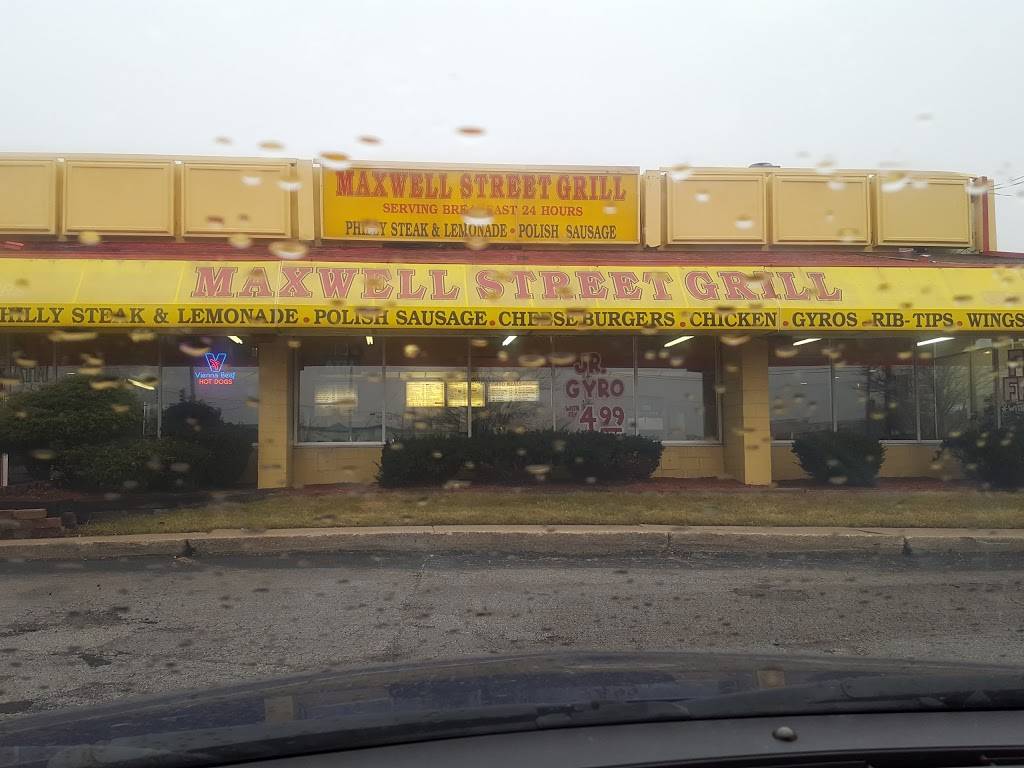 MAXWELL STREET GRILL
SERVING BREAKFAST 24 HOURS
PHILLY STEAK & LEMONADE • POLISH SAUSAGE
MAXWELL STREET GRILL
PHILLY STEAK & LEMONADE • POLISH SAUSAGE • CHEESEBURGERS • CHICKEN • GYROS • RIB-TIPS • WINGS
V
Vienna Beef
HOT DOGS
JR.
GYRO
4.99